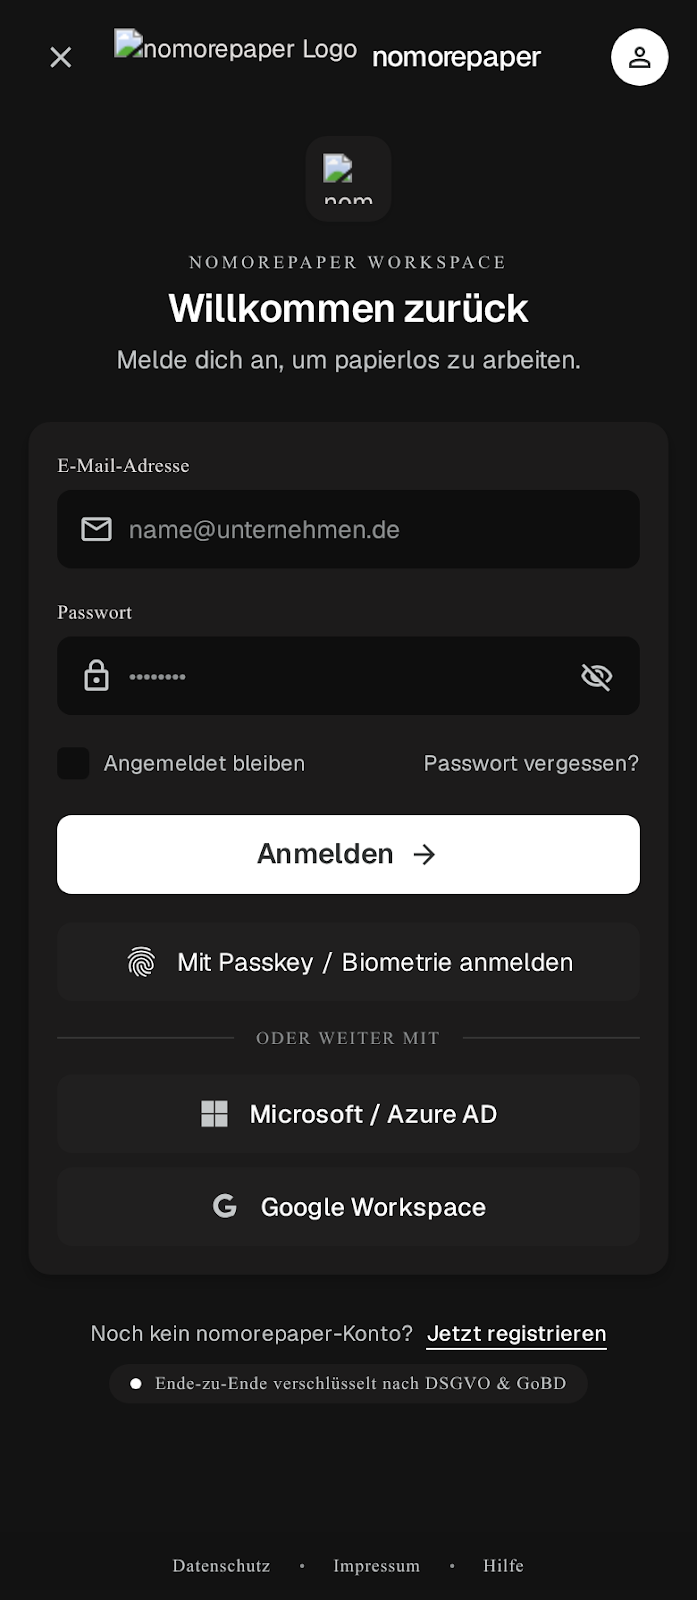 nomorepaper Logo nomorepaper
nom
NOMOREPAPER WORKSPACE
Willkommen zurück
Melde dich an, um papierlos zu arbeiten.
E-Mail-Adresse
name@unternehmen.de
Passwort
••••••••
Angemeldet bleiben Passwort vergessen?
Anmelden →
Mit Passkey / Biometrie anmelden
ODER WEITER MIT
Microsoft / Azure AD
G Google Workspace
Noch kein nomorepaper-Konto? Jetzt registrieren
Ende-zu-Ende verschlüsselt nach DSGVO & GoBD
Datenschutz • Impressum • Hilfe